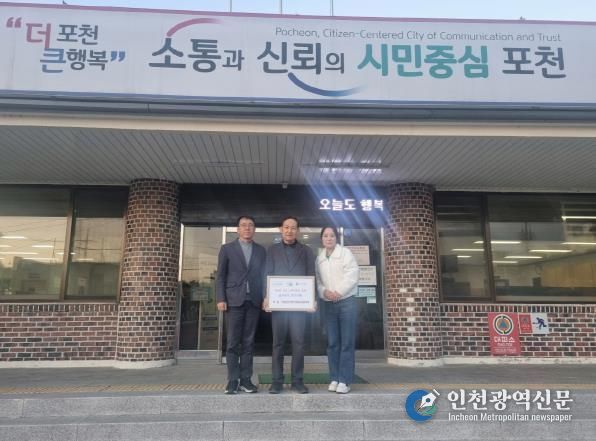 "더 포천
큰행복"
Pocheon, Citizen-Centered City of Communication and Trust
소통과 신뢰의 시민중심 포천
오늘도 행복
대피소
인천광역신문
Incheon Metropolitan newspaper